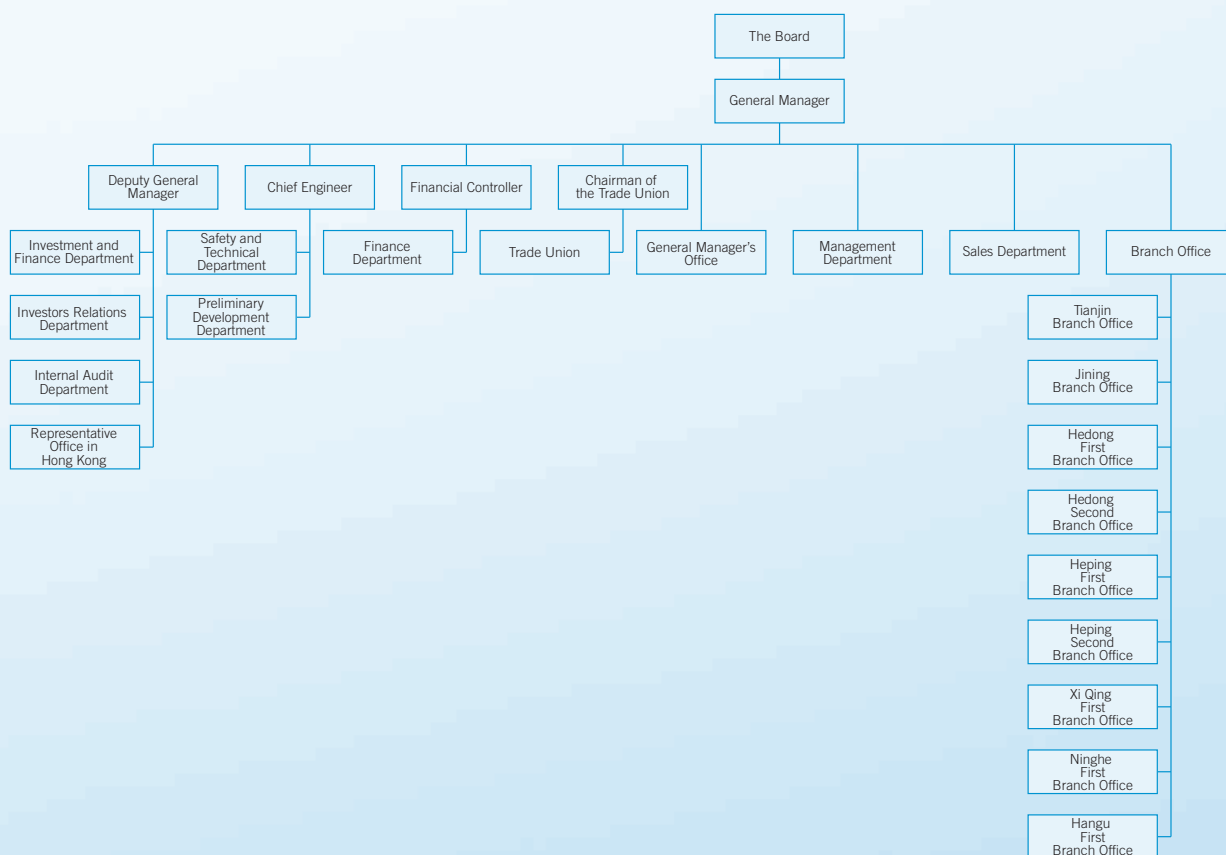 The Board
General Manager
Deputy General
Manager
Chief Engineer
Financial Controller
Chairman of
the Trade Union
Investment and
Finance Department
Safety and
Technical
Department
Finance
Department
Trade Union
General Manager's
Office
Management
Department
Sales Department
Branch Office
Investors Relations
Department
Preliminary
Development
Department
Tianjin
Branch Office
Internal Audit
Department
Jining
Branch Office
Representative
Office in
Hong Kong
Hedong
First
Branch Office
Hedong
Second
Branch Office
Heping
First
Branch Office
Heping
Second
Branch Office
Xi Qing
First
Branch Office
Ninghe
First
Branch Office
Hangu
First
Branch Office